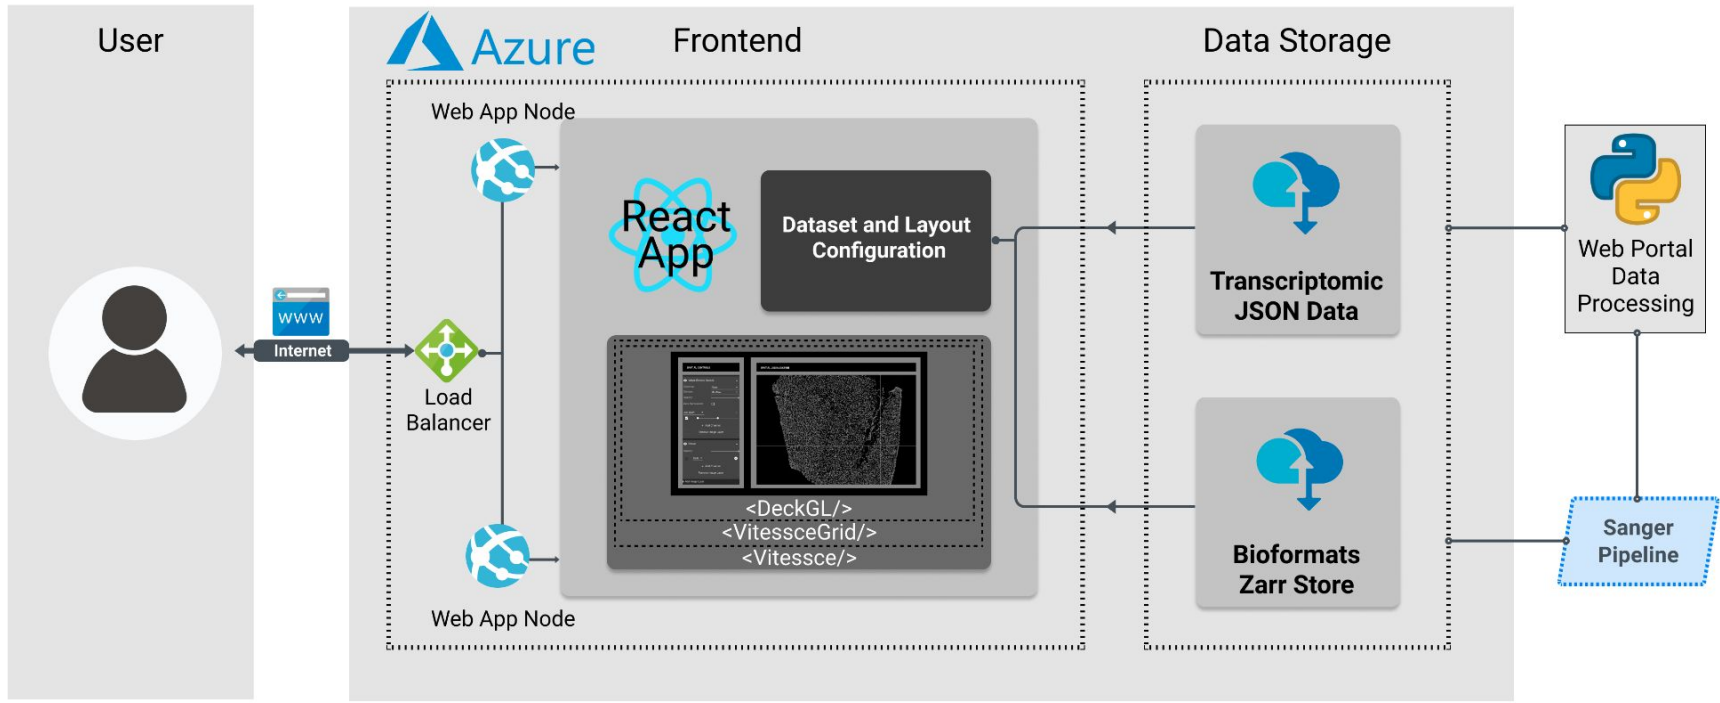 User
Azure
Frontend
Data Storage
Web App Node
React
App
Dataset and Layout
Configuration
WWW
Internet
Load
Balancer
<DeckGL/>
<VitessceGrid/>
<Vitessce/>
Web App Node
Transcriptomic
JSON Data
Bioformats
Zarr Store
Web Portal
Data
Processing
Sanger
Pipeline